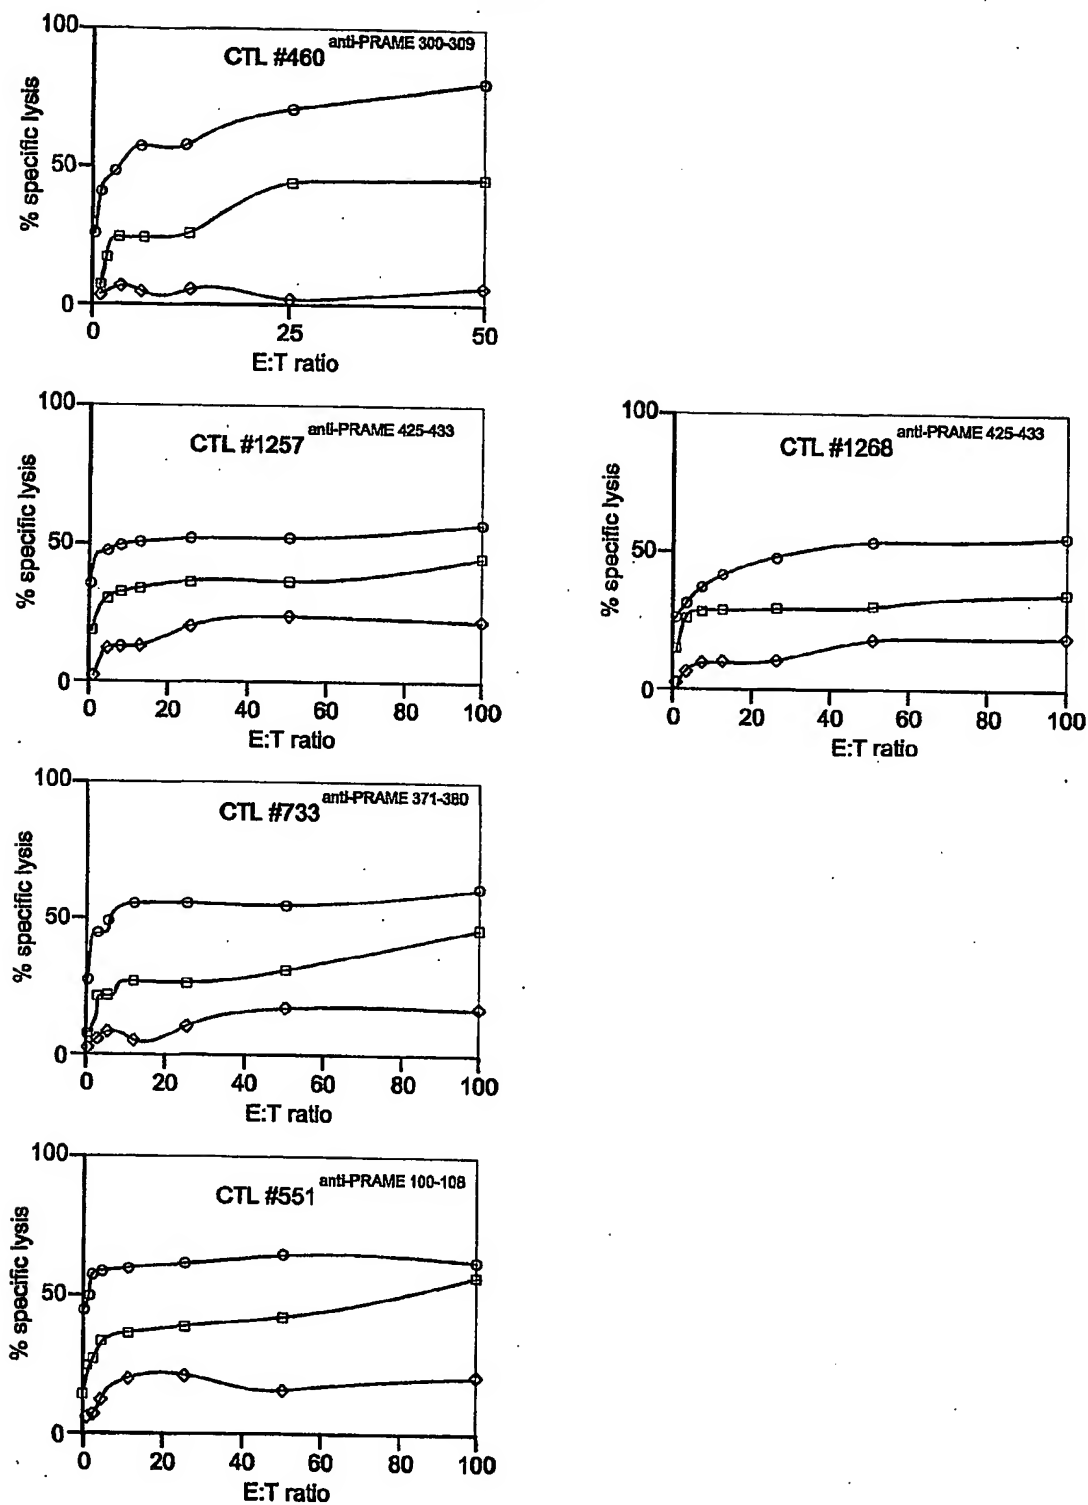 100
CTL #460 anti-PRAME 300-309
% specific lysis
50
0
0 25 50
E:T ratio
100
CTL #1257 anti-PRAME 425-433
% specific lysis
50
0
0 20 40 60 80 100
E:T ratio
100
CTL #1268 anti-PRAME 425-433
% specific lysis
50
0
0 20 40 60 80 100
E:T ratio
100
CTL #733 anti-PRAME 371-380
% specific lysis
50
0
0 20 40 60 80 100
E:T ratio
100
CTL #551 anti-PRAME 100-108
% specific lysis
50
0
0 20 40 60 80 100
E:T ratio